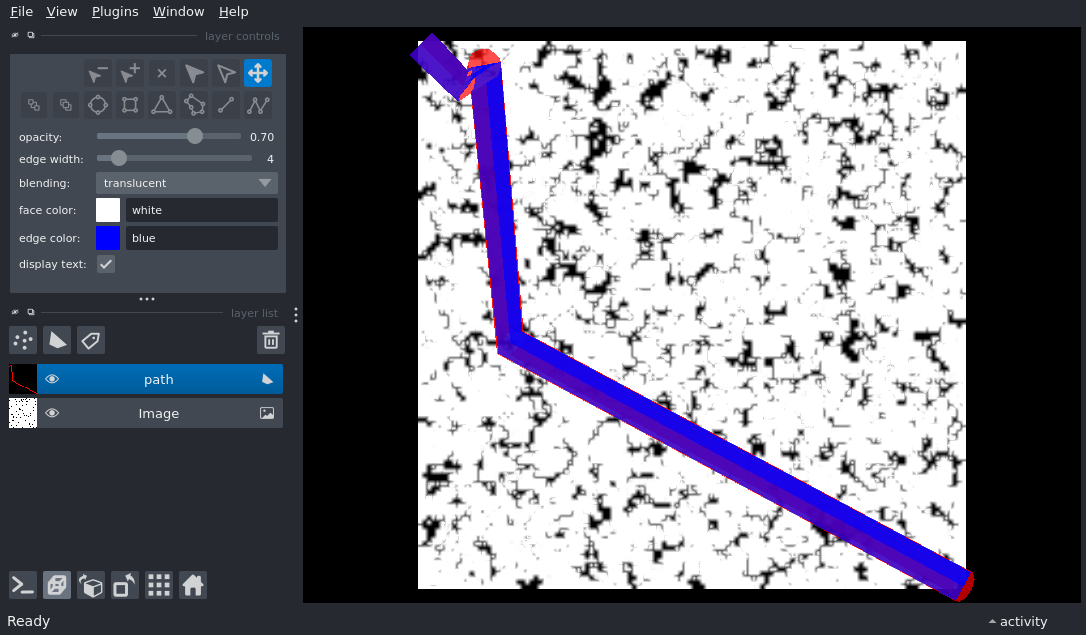 File View Plugins Window Help
layer controls
opacity: 0.70
edge width: 4
blending: translucent
face color: white
edge color: blue
display text:
layer list
path
Image
Ready
activity